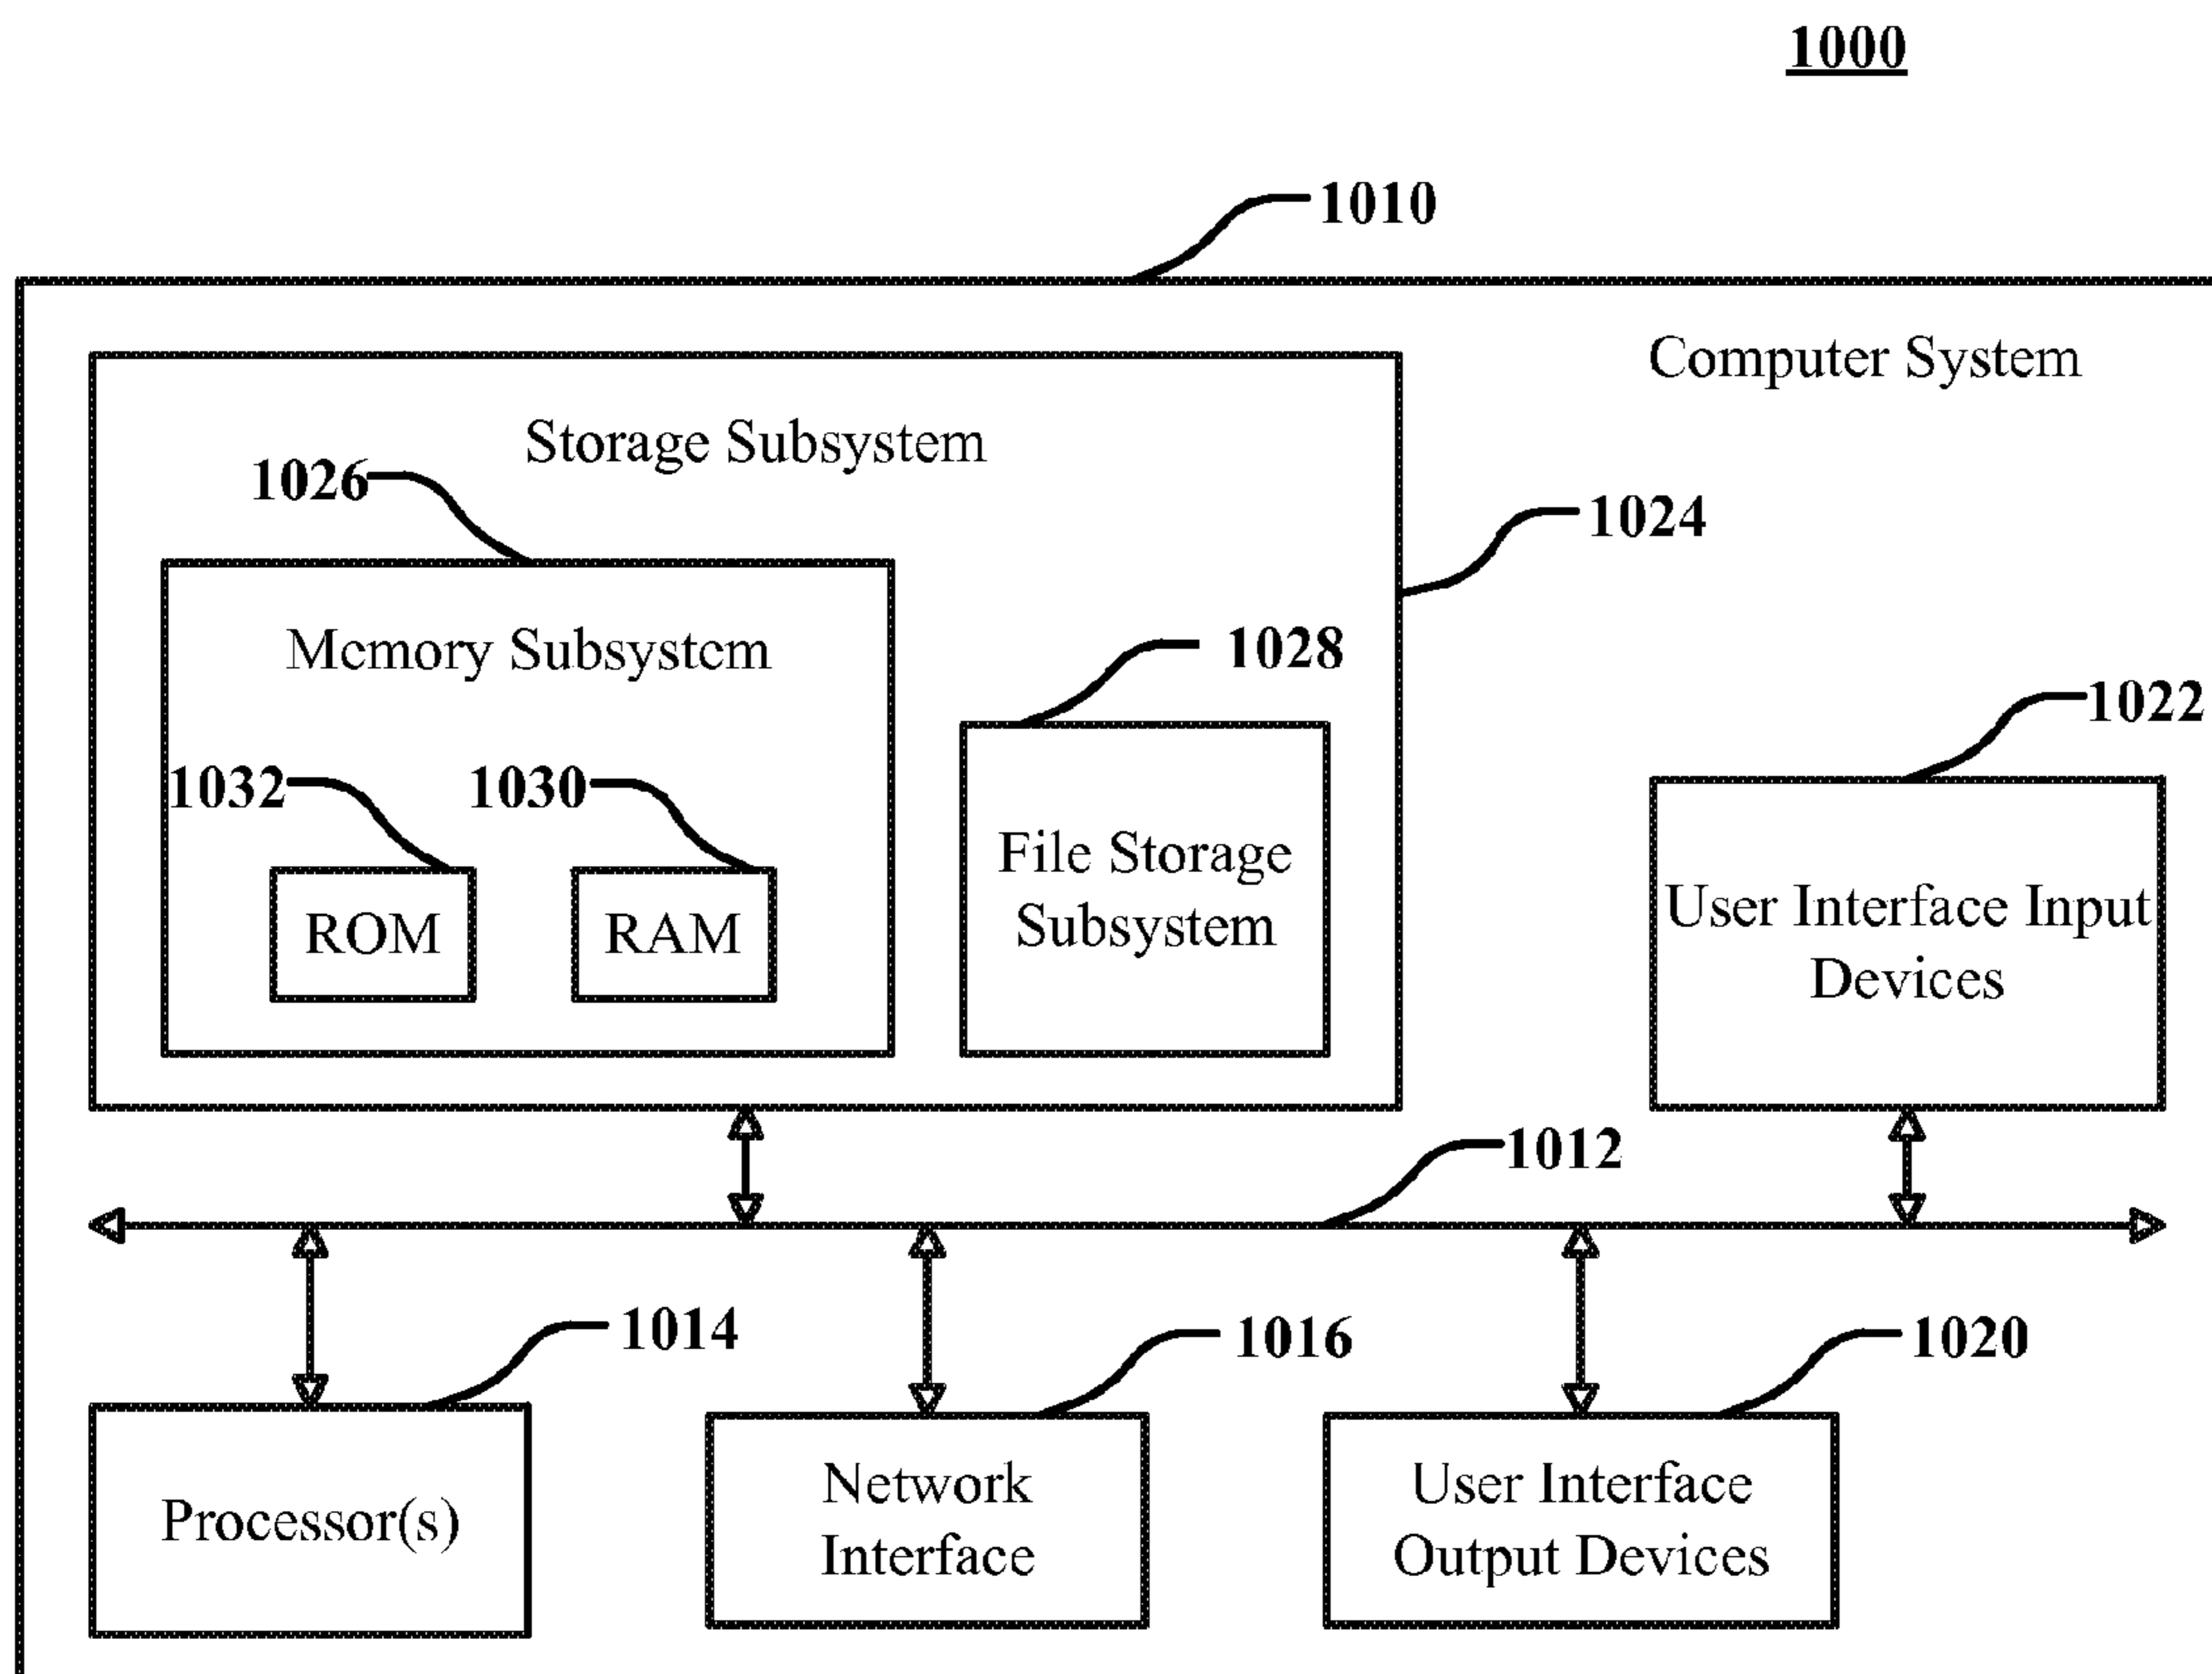 1000
1010
Computer System
Storage Subsystem
1026
1024
Memory Subsystem
1028
1022
1032
1030
File Storage
Subsystem
ROM
RAM
User Interface Input
Devices
1012
1014
1016
1020
Processor(s)
Network
Interface
User Interface
Output Devices